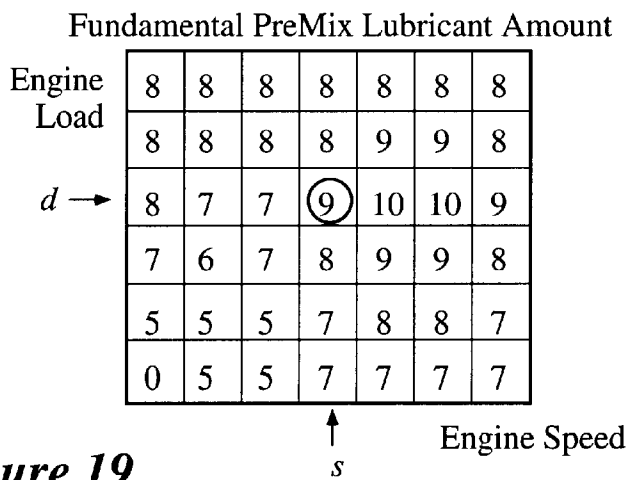 Fundamental PreMix Lubricant Amount
Engine Load
8 8 8 8 8 8 8
8 8 8 8 9 9 8
d
8 7 7 9 10 10 9
7 6 7 8 9 9 8
5 5 5 7 8 8 7
0 5 5 7 7 7 7
Engine Speed
s
ure 19